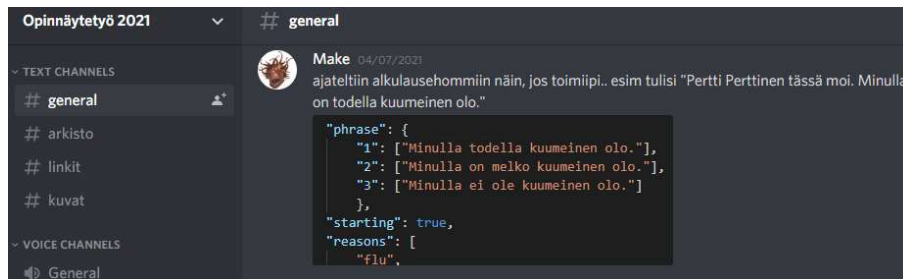 Opinnäytetyö 2021
TEXT CHANNELS
# general
# arkisto
# linkit
# kuvat
VOICE CHANNELS
General
# general
Make 04/07/2021
ajateltiin alkulausehommiin näin, jos toimiipi.. esim tulisi "Pertti Perttinen tässä moi. Minulla
on todella kuumeinen olo."
"phrase": {
"1": ["Minulla todella kuumeinen olo."],
"2": ["Minulla on melko kuumeinen olo."],
"3": ["Minulla ei ole kuumeinen olo."]
},
"starting": true,
"reasons": [
"flu",